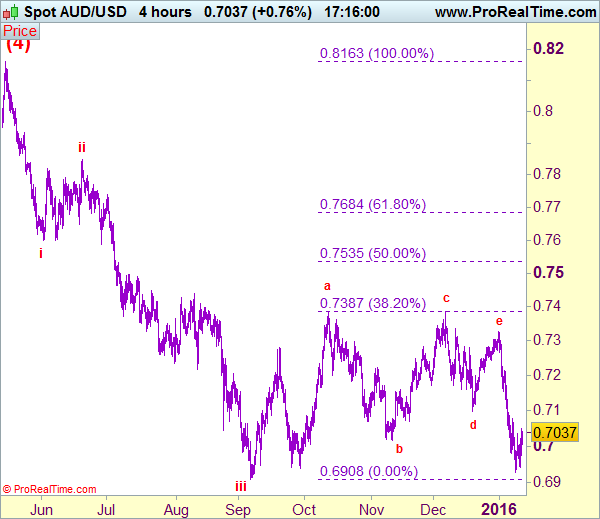 Spot AUD/USD 4 hours 0.7037 (+0.76%) 17:16:00 www.ProRealTime.com
Price
(4)
0.82
0.8163 (100.00%)
0.8
ii
0.78
0.7684 (61.80%)
0.77
i
0.76
0.7535 (50.00%)
0.75
a
c
0.7387 (38.20%)
0.74
e
0.73
0.72
0.71
d
0.7037
b
0.7
0.6908 (0.00%)
iii
0.69
© ProRealTime.com
Jun Jul Aug Sep Oct Nov Dec 2016